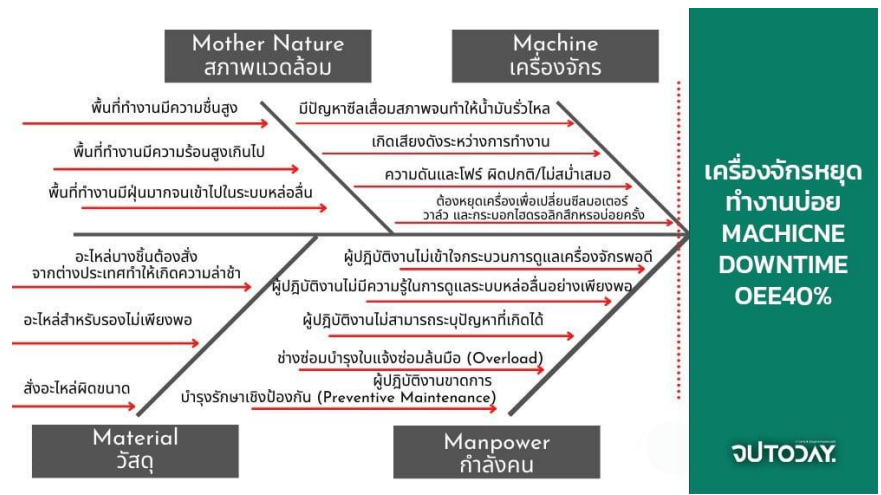 Mother Nature
สภาพแวดล้อม
Machine
เครื่องจักร
พื้นที่ทำงานมีความชื่นสูง
พื้นที่ทำงานมีความร้อนสูงเกินไป
พื้นที่ทำงานมีฝุ่นมากจนเข้าไปในระบบหล่อลื่น
มีปัญหาซีลเสื่อมสภาพจนทำให้น้ำมันรั่วไหล
เกิดเสียงดังระหว่างการทำงาน
ความดันและโฟร์ ผิดปกติ/ไม่สม่ำเสมอ
ต้องหยุดเครื่องเพื่อเปลี่ยนซีลมอเตอร์
วาล์ว และกระบอกไฮดรอลิกสึกหรอบ่อยครั้ง
อะไหล่บางชิ้นต้องสั่ง
จากต่างประเทศทำให้เกิดความล่าช้า
อะไหล่สำหรับรองไม่เพียงพอ
สั่งอะไหล่ผิดขนาด
ผู้ปฏิบัติงานไม่เข้าใจกระบวนการดูแลเครื่องจักรพอดี
ผู้ปฏิบัติงานไม่มีความรู้ในการดูแลระบบหล่อลื่นอย่างเพียงพอ
ผู้ปฏิบัติงานไม่สามารถระบุปัญหาที่เกิดได้
ช่างซ่อมบำรุงใบแจ้งซ่อมล้นมือ (Overload)
ผู้ปฏิบัติงานขาดการ
บำรุงรักษาเชิงป้องกัน (Preventive Maintenance)
Material
วัสดุ
Manpower
กำลังคน
เครื่องจักรหยุด
ทำงานบ่อย
MACHICNE
DOWNTIME
OEE40%
จปTODAY.